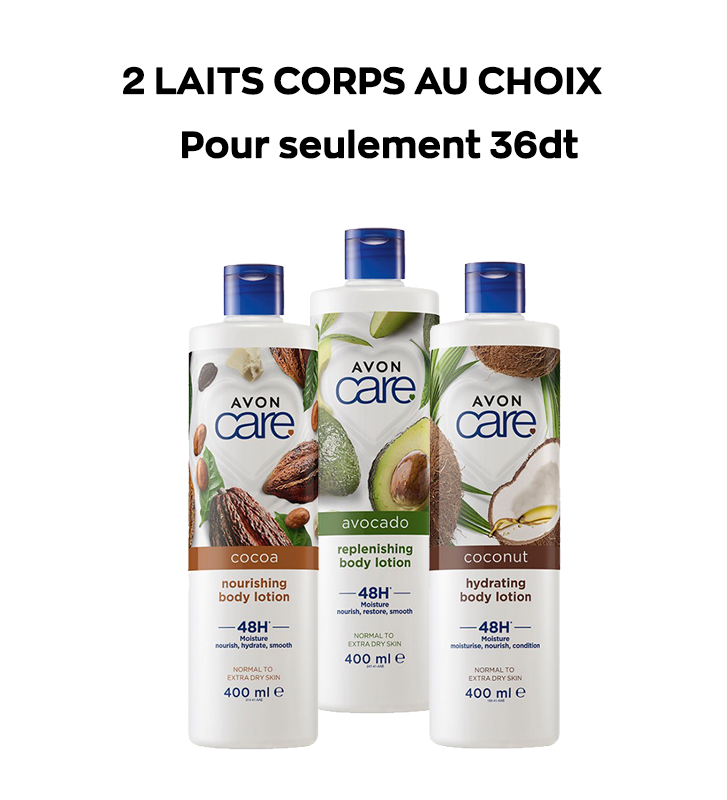 2 LAITS CORPS AU CHOIX
Pour seulement 36dt
AVON
care
cocoa
nourishing
body lotion
48H*
Moisture
nourish, hydrate, smooth
NORMAL TO
EXTRA DRY SKIN
400 ml e
AVON
care
avocado
replenishing
body lotion
48H*
Moisture
nourish, restore, smooth
NORMAL TO
EXTRA DRY SKIN
400 ml e
AVON
care
coconut
hydrating
body lotion
48H*
Moisture
moisturise, nourish, condition
NORMAL TO
EXTRA DRY SKIN
400 ml e